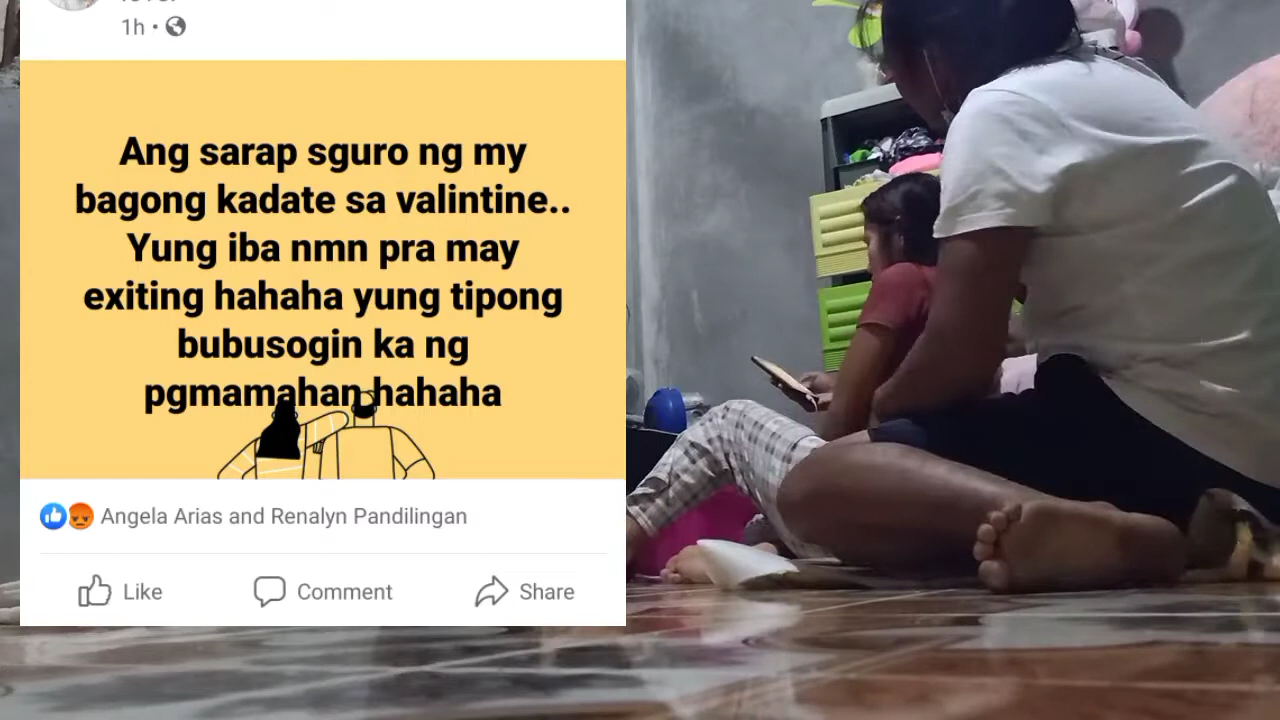 1h
Ang sarap sguro ng my
bagong kadate sa valintine..
Yung iba nmn pra may
exiting hahaha yung tipong
bubusogin ka ng
pgmamahan hahaha
Angela Arias and Renalyn Pandilingan
Like
Comment
Share